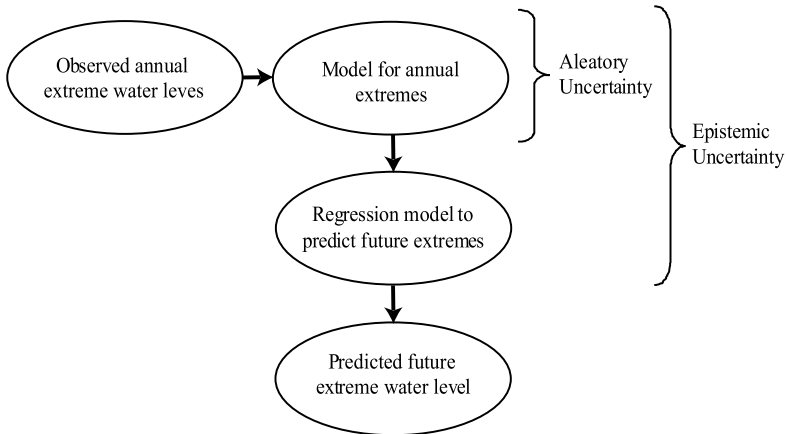 Observed annual
extreme water leves
Model for annual
extremes
Aleatory
Uncertainty
Epistemic
Uncertainty
Regression model to
predict future extremes
Predicted future
extreme water level